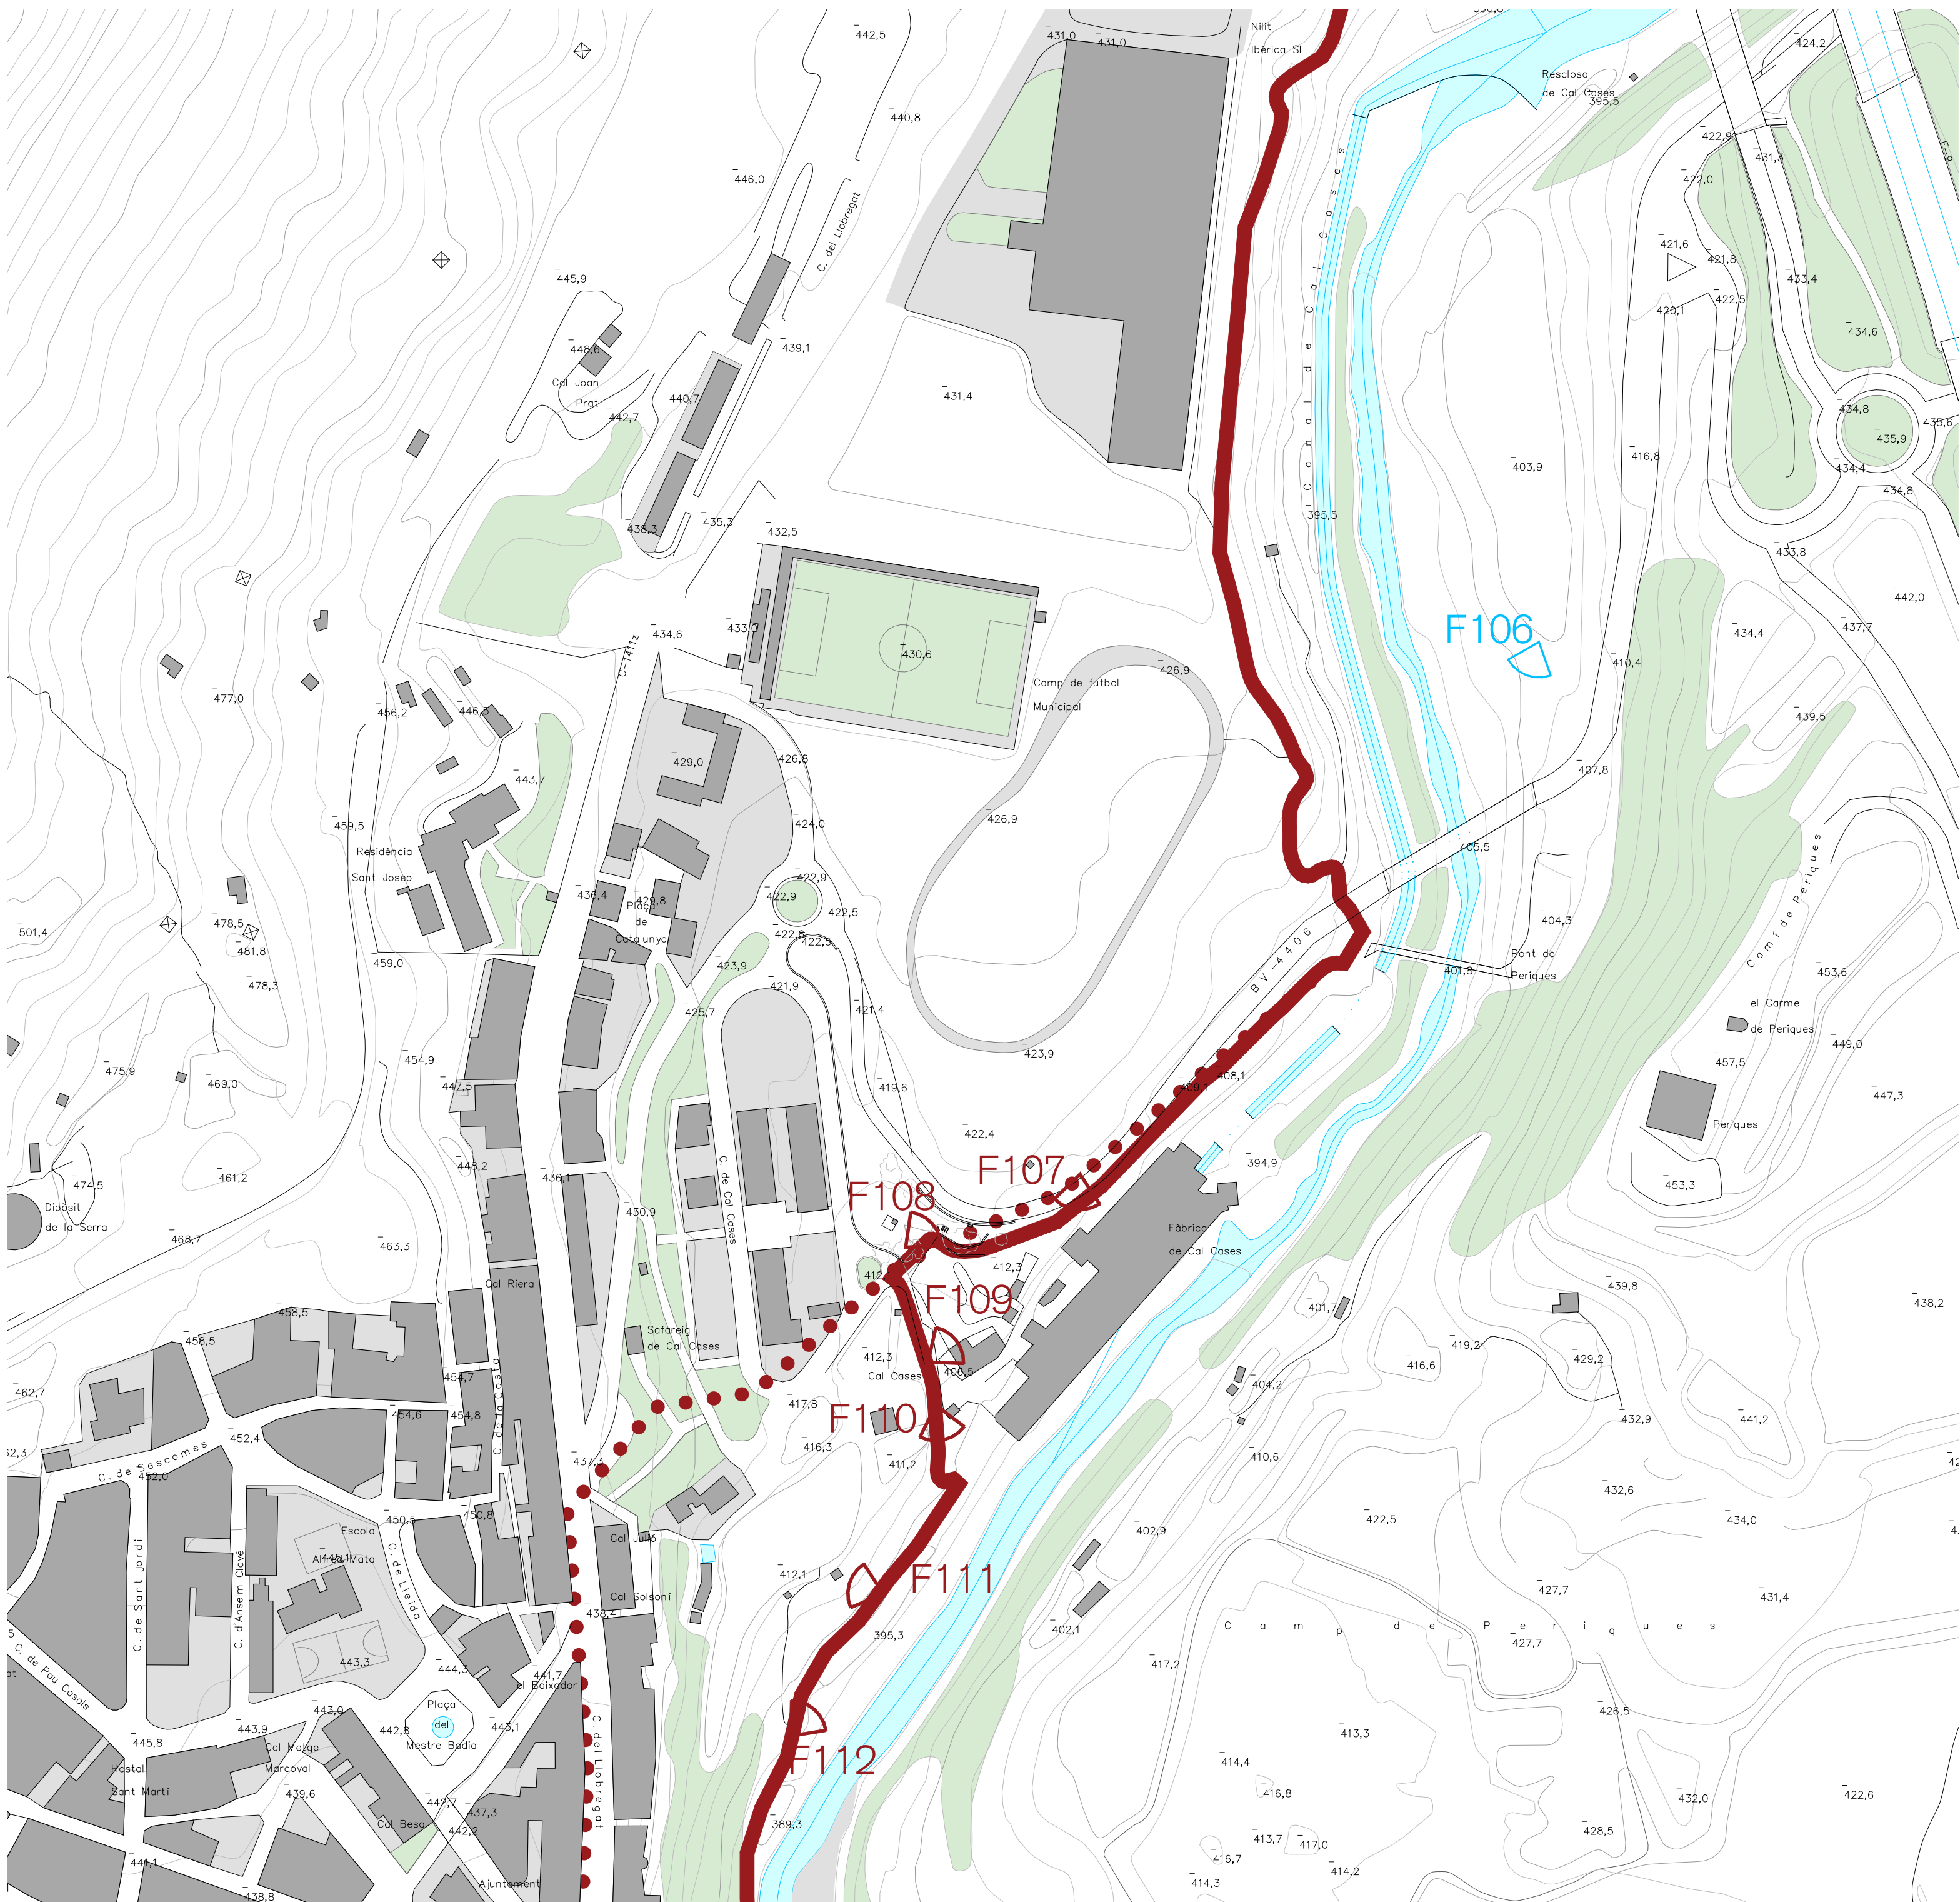 442,5
431,0
431,0
Nilit
Ibérica SL
424,2
Resclosa
de Cal Cases
395,5
440,8
422,9
431,3
E-9
446,0
422,0
C. del Llobregat
Canal de Cal Cases
421,6
421,8
445,9
433,4
422,5
420,1
434,6
448,6
439,1
Cal Joan
Prat
440,7
431,4
442,7
434,8
435,6
435,9
416,8
403,9
434,4
434,8
395,5
438,3
435,3
432,5
433,8
442,0
433,0
434,6
C-1411z
430,6
F106
434,4
437,7
426,9
410,4
Camp de futbol
Municipal
477,0
456,2
446,5
439,5
429,0
426,8
443,7
407,8
426,9
459,5
424,0
Residència
Sant Josep
405,5
Camí de Periques
422,9
422,9
436,4
429,8
Plaça
de
Catalunya
422,5
404,3
478,5
501,4
422,6
422,5
BV-4406
481,8
459,0
423,9
Pont de
Periques
401,8
453,6
478,3
421,9
425,7
421,4
el Carme
de Periques
423,9
449,0
454,9
457,5
475,9
469,0
447,5
419,6
409,1
408,1
447,3
422,4
Periques
448,2
F107
394,9
461,2
436,1
474,5
453,3
F108
C. de Cal Cases
430,9
Dipòsit
de la Serra
Fàbrica
de Cal Cases
468,7
463,3
412,3
412,1
Cal Riera
439,8
F109
401,7
438,2
458,5
458,5
Safareig
de Cal Cases
412,3
Cal Cases
406,5
419,2
429,2
416,6
462,7
454,7
404,2
C. de la Costa
454,6
454,8
417,8
F110
432,9
441,2
452,4
416,3
C. de Sescomes
452,0
437,3
411,2
410,6
432,6
450,5
450,8
422,5
434,0
Escola
Alfred Mata
445,1
402,9
Cal Julió
C. de Sant Jordi
C. d'Anselm Clavé
C. de Lleida
412,1
F111
427,7
431,4
Cal Solsoní
438,4
402,1
Camp de Periques
395,3
427,7
C. de Pau Casals
443,3
444,3
441,7
el Baixador
417,2
443,0
Plaça
del
Mestre Badia
442,8
443,1
443,9
C. del Llobregat
426,5
413,3
445,8
Cal Metge
Marcoval
F112
414,4
Hostal
Sant Martí
439,6
416,8
432,0
422,6
442,7
437,3
Cal Besa
442,2
389,3
413,7
417,0
428,5
441,1
416,7
414,2
438,8
Ajuntament
414,3